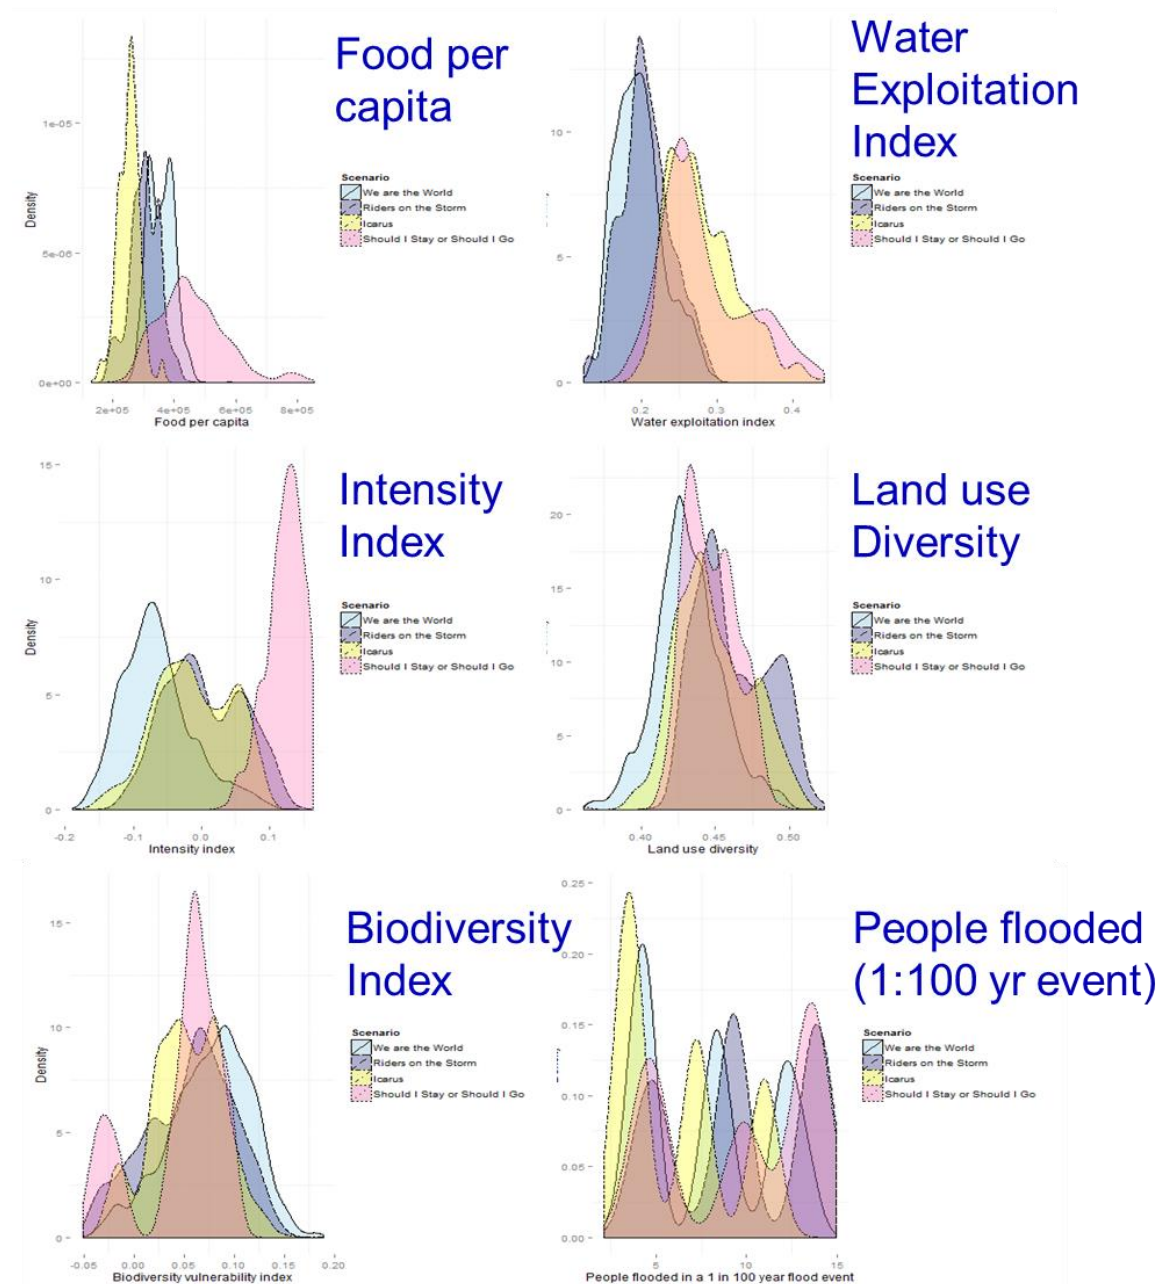 Food per
capita
Scenario
We are the World
Riders on the Storm
Icarus
Should I Stay or Should I Go
Density
1e-05
5e-06
0e+00
2e+05 4e+05 6e+05 8e+05
Food per capita
Water
Exploitation
Index
Scenario
We are the World
Riders on the Storm
Icarus
Should I Stay or Should I Go
10
5
0
0.2 0.3 0.4
Water exploitation index
Intensity
Index
Scenario
We are the World
Riders on the Storm
Icarus
Should I Stay or Should I Go
Density
15
10
5
0
-0.2 -0.1 0.0 0.1
Intensity index
Land use
Diversity
Scenario
We are the World
Riders on the Storm
Icarus
Should I Stay or Should I Go
20
15
10
5
0
0.40 0.45 0.50
Land use diversity
Biodiversity
Index
Scenario
We are the World
Riders on the Storm
Icarus
Should I Stay or Should I Go
Density
15
10
5
0
-0.05 0.00 0.05 0.10 0.15 0.20
Biodiversity vulnerability index
People flooded
(1:100 yr event)
Scenario
We are the World
Riders on the Storm
Icarus
Should I Stay or Should I Go
0.25
0.20
0.15
0.10
0.05
0.00
5 10 15
People flooded in a 1 in 100 year flood event